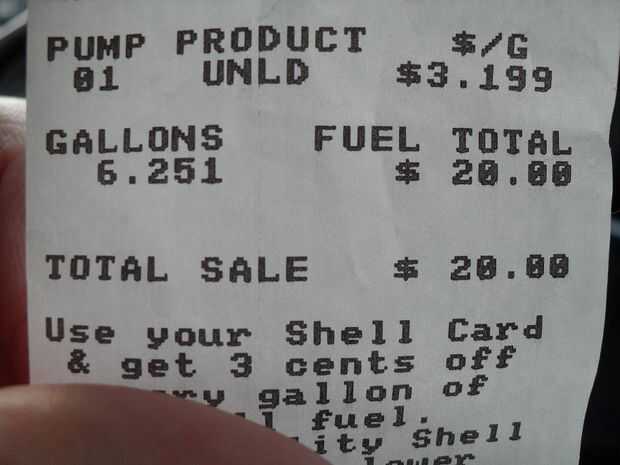 PUMP PRODUCT $/G
01 UNLD $3.199
GALLONS FUEL TOTAL
6.251 $ 20.00
TOTAL SALE $ 20.00
Use your Shell Card
& get 3 cents off
gallon of
fuel.
Shell